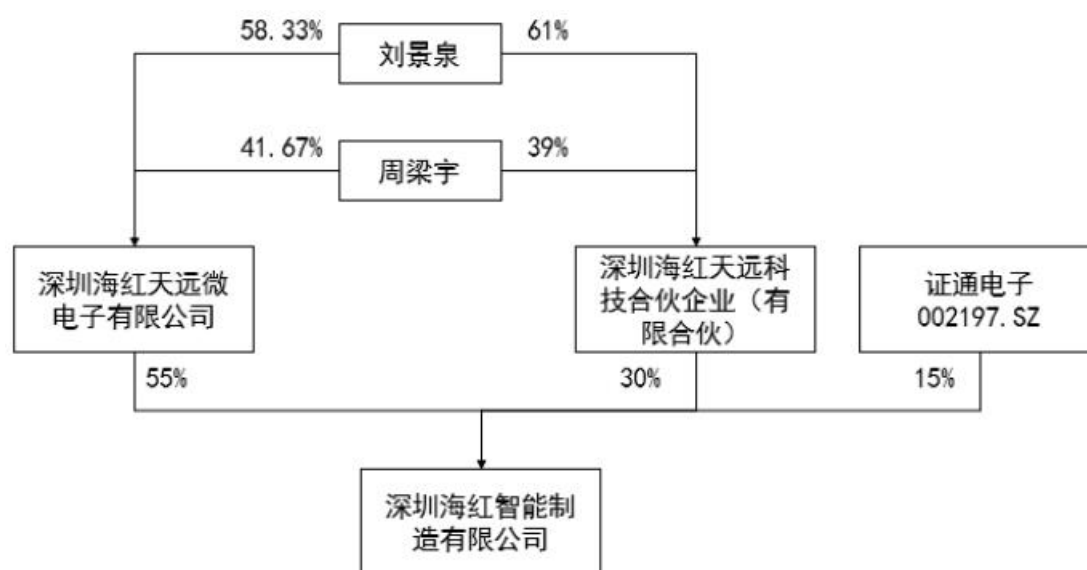 58.33%
刘景泉
61%
41.67%
周梁宇
39%
深圳海红天远微
电子有限公司
深圳海红天远科
技合伙企业（有
限合伙）
证通电子
002197.SZ
55%
30%
15%
深圳海红智能制
造有限公司